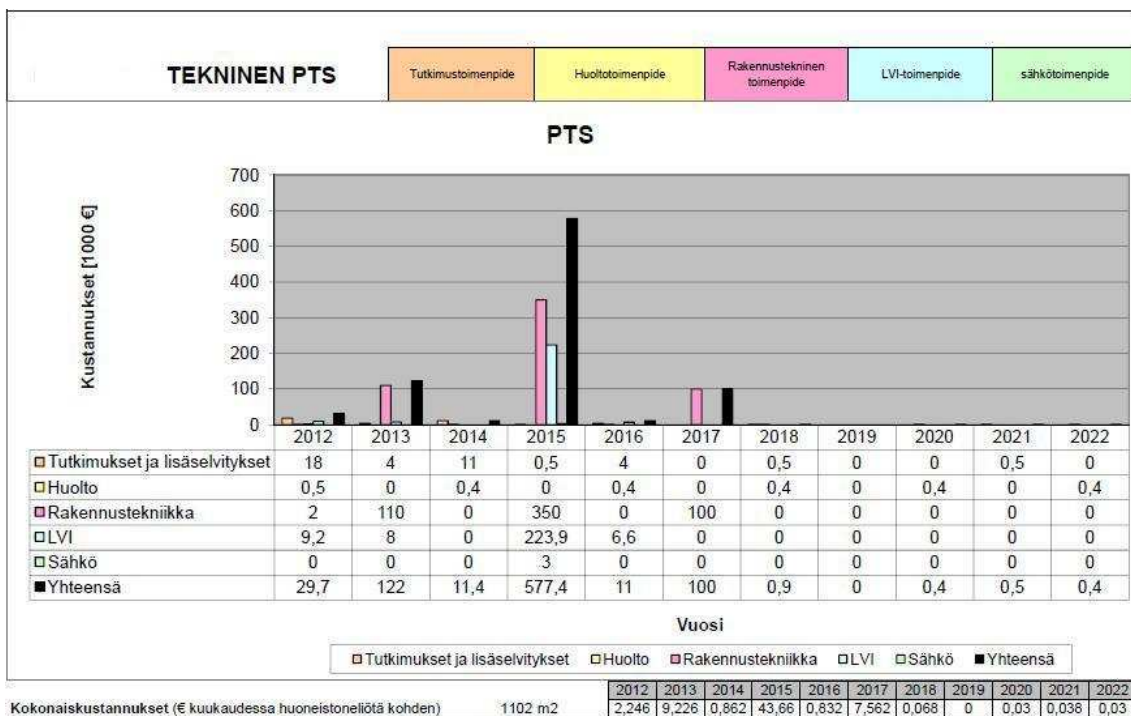 TEKNINEN PTS
Tutkimustoimenpide
Huoltotoimenpide
Rakennustekninen
toimenpide
LVI-toimenpide
sähkötoimenpide
PTS
Kustannukset [1000 €]
700
600
500
400
300
200
100
0
2012 2013 2014 2015 2016 2017 2018 2019 2020 2021 2022
Tutkimukset ja lisäselvitykset 18 4 11 0,5 4 0 0,5 0 0 0,5 0
Huolto 0,5 0 0,4 0 0,4 0 0,4 0 0,4 0 0,4
Rakennustekniikka 2 110 0 350 0 100 0 0 0 0 0
LVI 9,2 8 0 223,9 6,6 0 0 0 0 0
Sähkö 0 0 0 3 0 0 0 0 0 0 0
Yhteensä 29,7 122 11,4 577,4 11 100 0,9 0 0,4 0,5 0,4
Vuosi
Tutkimukset ja lisäselvitykset Huolto Rakennustekniikka LVI Sähkö Yhteensä
2012 2013 2014 2015 2016 2017 2018 2019 2020 2021 2022
Kokonaiskustannukset (€ kuukaudessa huoneistoneliötä kohden) 1102 m2 2,246 9,226 0,862 43,66 0,832 7,562 0,068 0 0,03 0,038 0,03